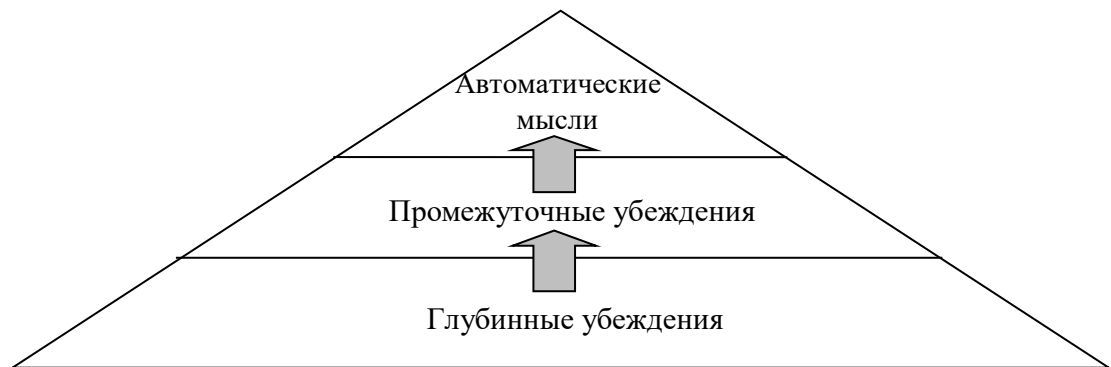 Автоматические
мысли
Промежуточные убеждения
Глубинные убеждения